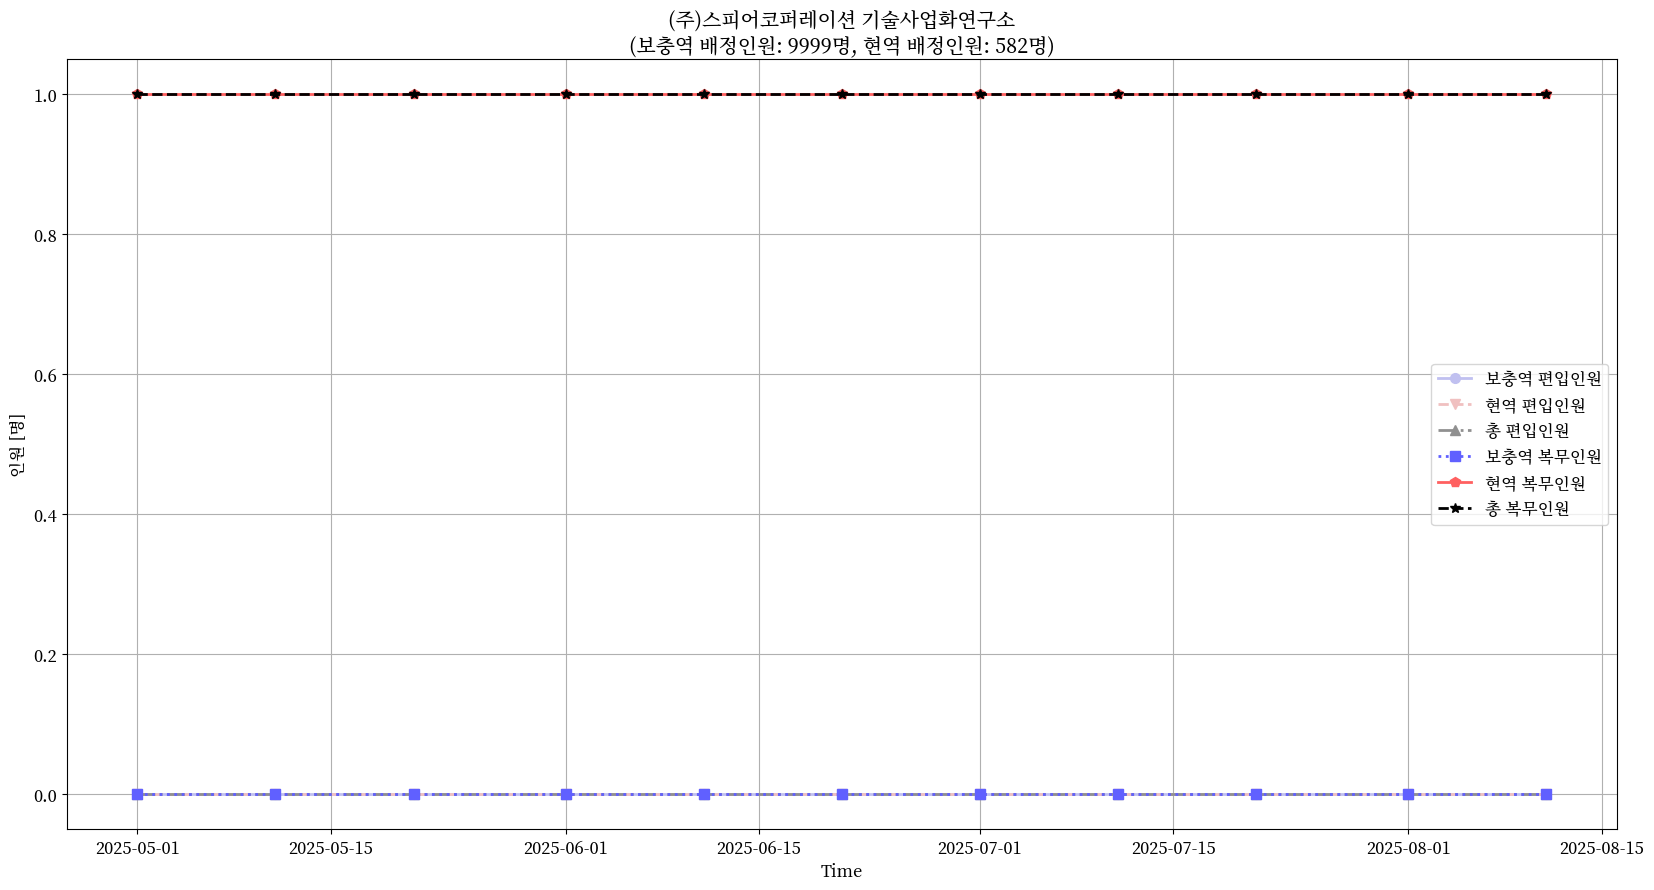 (주)스피어코퍼레이션 기술사업화연구소
(보충역 배정인원: 9999명, 현역 배정인원: 582명)
1.0
0.8
0.6
0.4
0.2
0.0
인원 [명]
보충역 편입인원
현역 편입인원
총 편입인원
보충역 복무인원
현역 복무인원
총 복무인원
2025-05-01
2025-05-15
2025-06-01
2025-06-15
2025-07-01
2025-07-15
2025-08-01
2025-08-15
Time